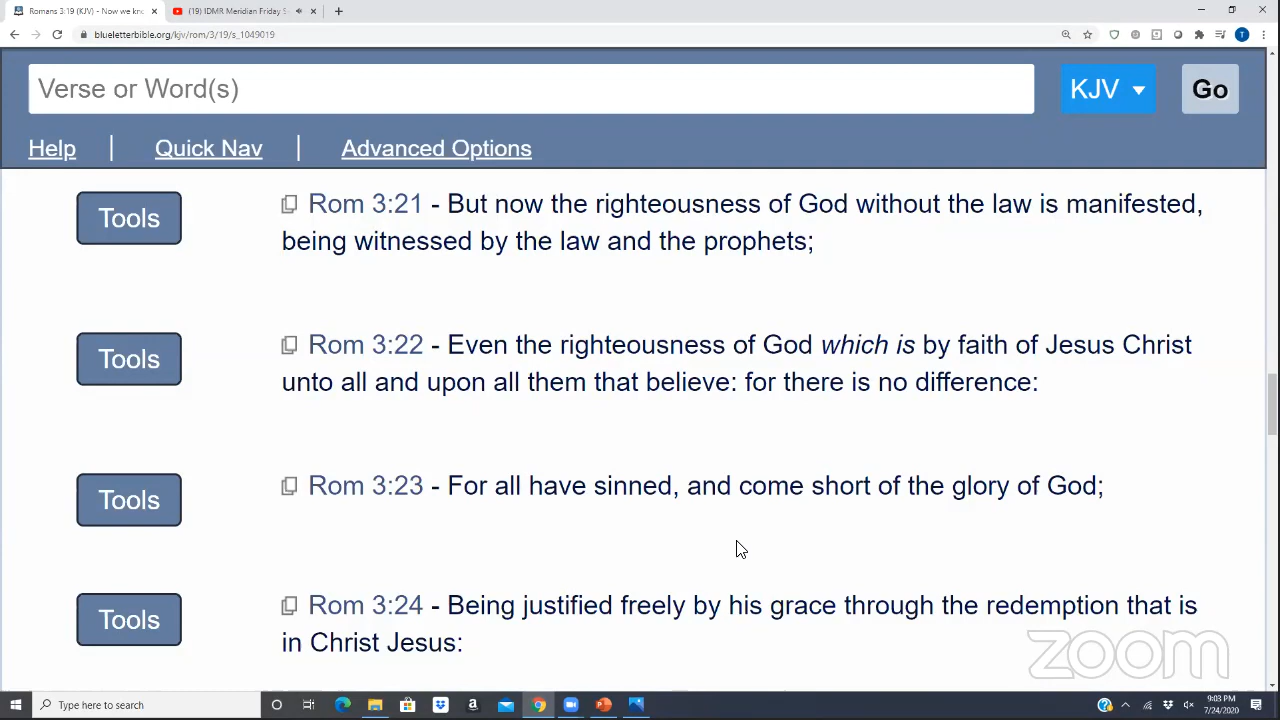 Romans 3:19 (KJV) - Now we kno
(19) IDMR Meridian Friday S
blueletterbible.org/kjv/rom/3/19/s_1049019
T
Verse or Word(s)
KJV
Go
Help | Quick Nav | Advanced Options
Tools
Rom 3:21 - But now the righteousness of God without the law is manifested,
being witnessed by the law and the prophets;
Tools
Rom 3:22 - Even the righteousness of God which is by faith of Jesus Christ
unto all and upon all them that believe: for there is no difference:
Tools
Rom 3:23 - For all have sinned, and come short of the glory of God;
Tools
Rom 3:24 - Being justified freely by his grace through the redemption that is
in Christ Jesus:
zoom
Type here to search
9:03 PM
7/24/2020